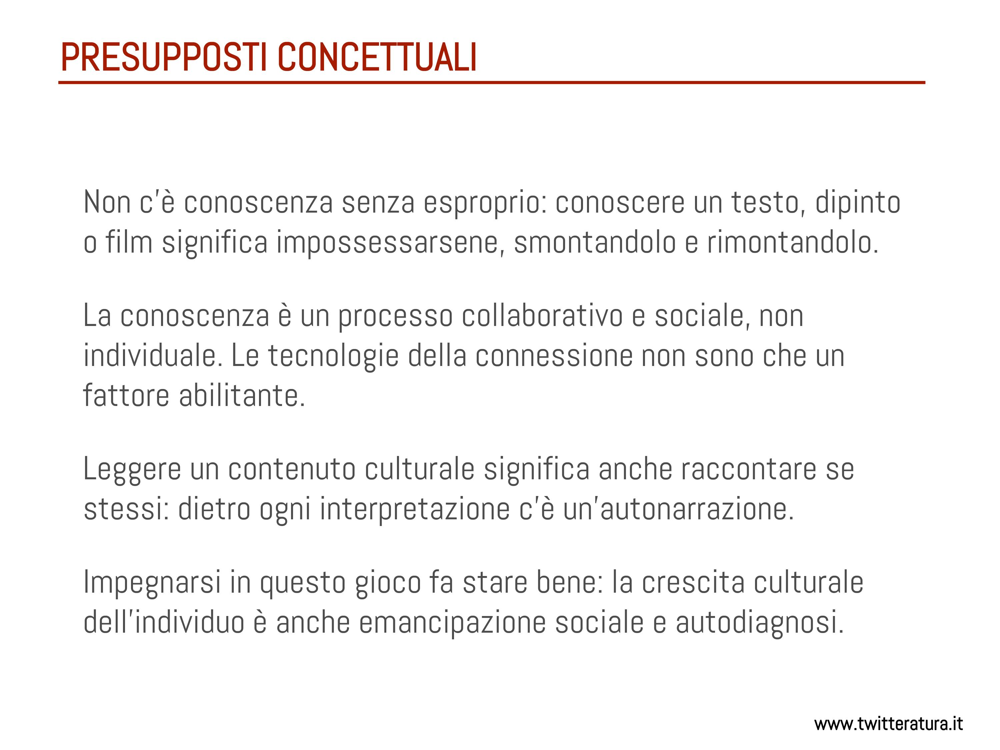 PRESUPPOSTI CONCETTUALI
Non c'è conoscenza senza esproprio: conoscere un testo, dipinto
o film significa impossessarsene, smontandolo e rimontandolo.
La conoscenza è un processo collaborativo e sociale, non
individuale. Le tecnologie della connessione non sono che un
fattore abilitante.
Leggere un contenuto culturale significa anche raccontare se
stessi: dietro ogni interpretazione c'è un'autonarrazione.
Impegnarsi in questo gioco fa stare bene: la crescita culturale
dell'individuo è anche emancipazione sociale e autodiagnosi.
www.twitteratura.it